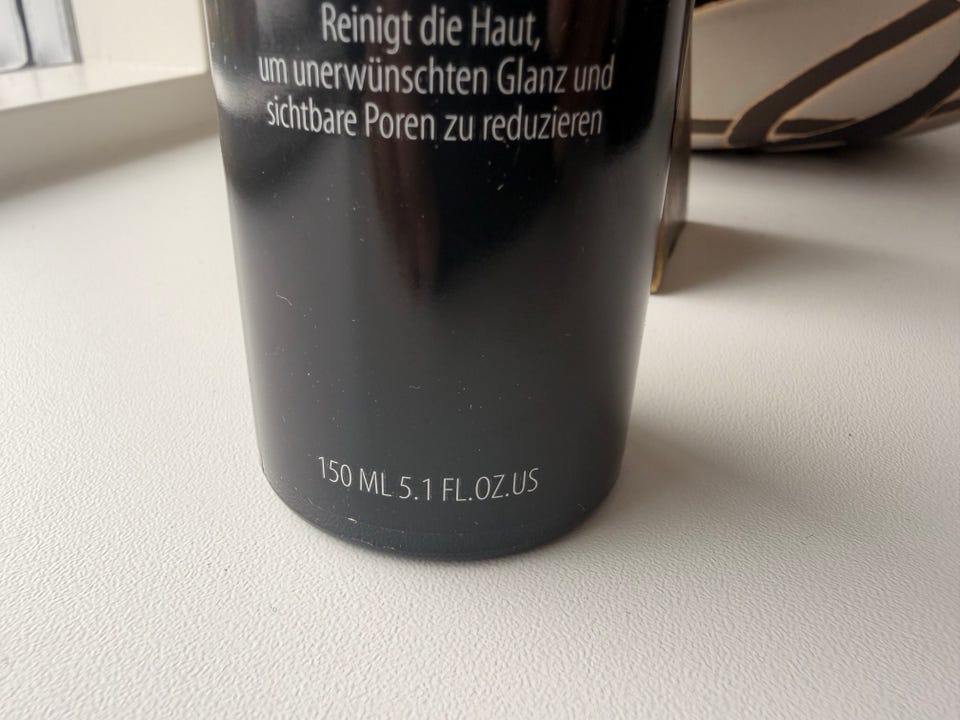 Reinigt die Haut,
um unerwünschten Glanz und
sichtbare Poren zu reduzieren
150 ML 5.1 FL.OZ.US